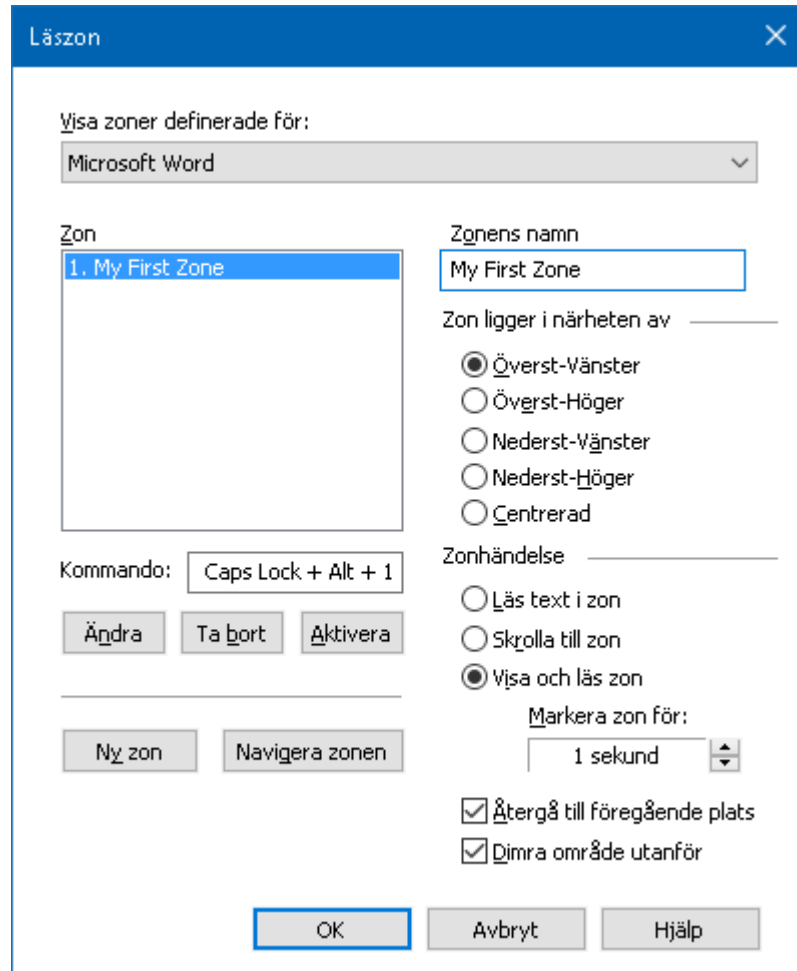 Läszon
Visa zoner definerade för:
Microsoft Word
Zon
1. My First Zone
Kommando: Caps Lock + Alt + 1
Ändra Ta bort Aktivera
Ny zon Navigera zonen
Zonens namn
My First Zone
Zon ligger i närheten av
Överst-Vänster
Överst-Höger
Nederst-Vänster
Nederst-Höger
Centrerad
Zonhändelse
Läs text i zon
Skrolla till zon
Visa och läs zon
Markera zon för:
1 sekund
Återgå till föregående plats
Dimra område utanför
OK Avbryt Hjälp